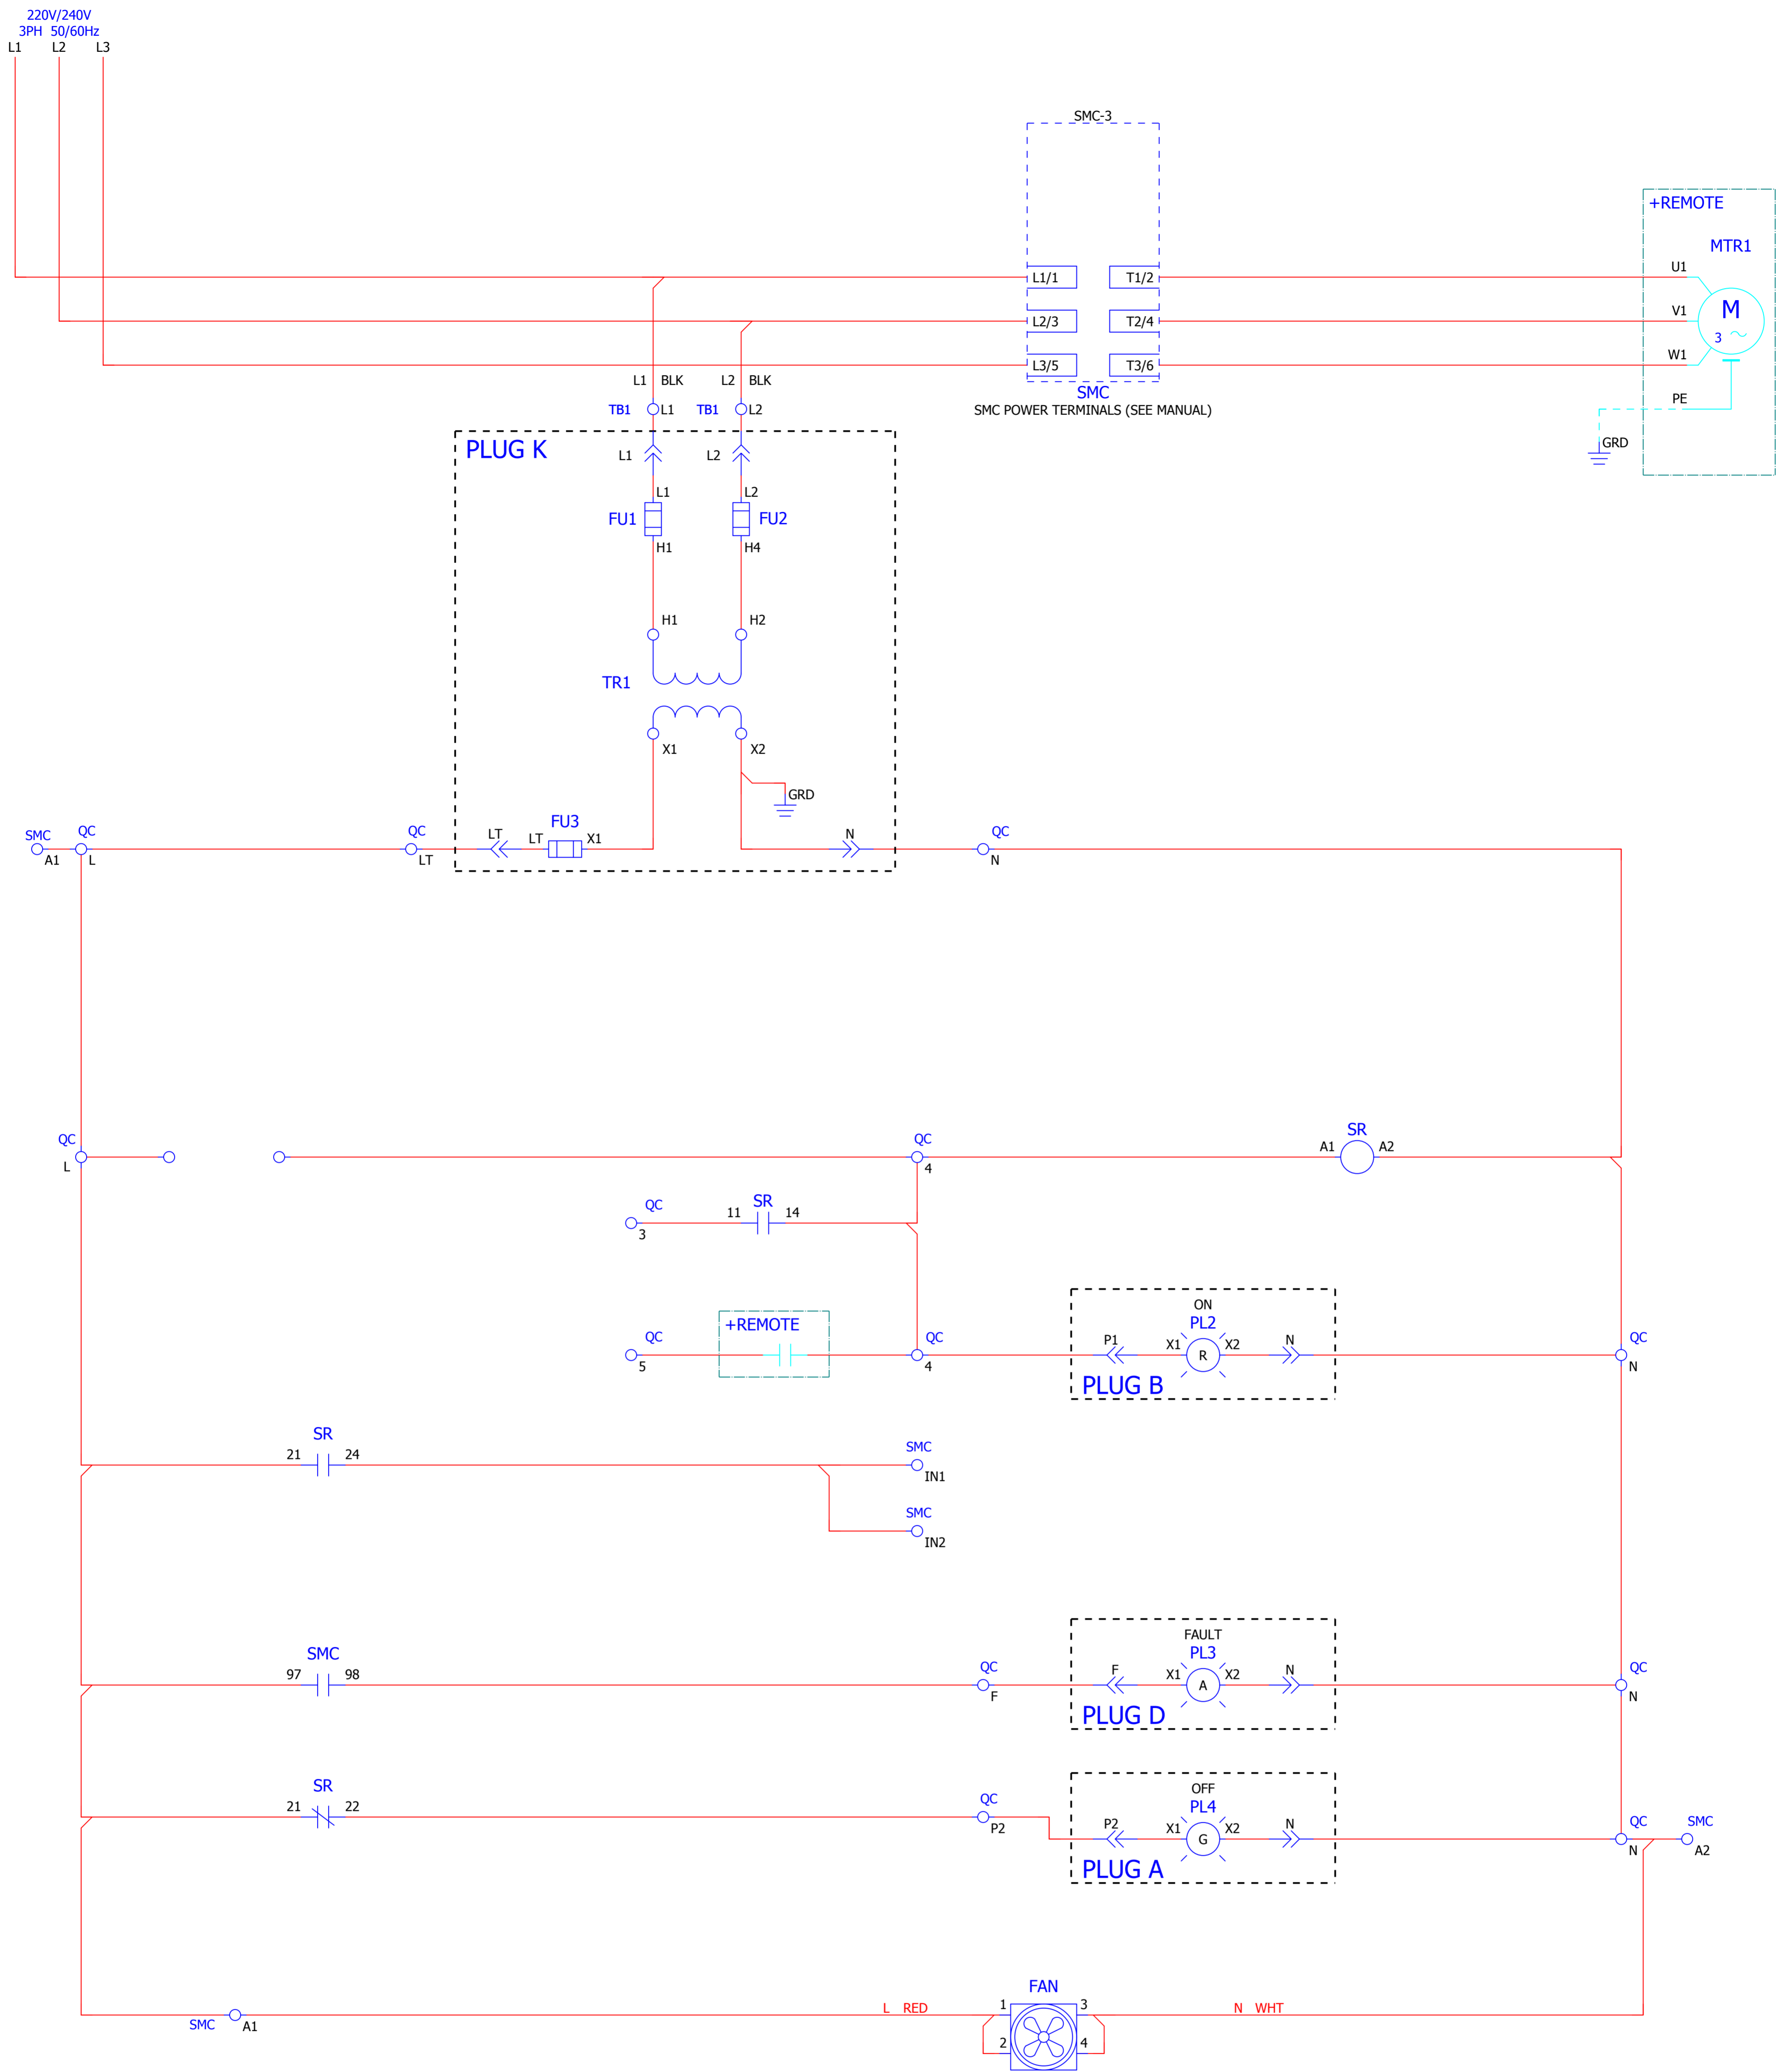 220V/240V
3PH 50/60Hz
L1 L2 L3
SMC-3
+REMOTE
MTR1
L1/1 T1/2 U1
L2/3 T2/4 V1
M
3
L3/5 T3/6 W1
L1 BLK L2 BLK
SMC
PE
TB1 L1 TB1 L2
SMC POWER TERMINALS (SEE MANUAL)
GRD
PLUG K
L1 L2
L1 L2
FU1 FU2
H1 H4
H1 H2
TR1
X1 X2
GRD
FU3
SMC QC QC LT LT X1 N QC
A1 L LT N
QC QC SR
A1 A2
L 4
QC SR
11 14
3
ON
+REMOTE PL2
QC QC P1 X1 X2 N QC
R
5 4 N
PLUG B
SR SMC
21 24
IN1
SMC
IN2
FAULT
SMC PL3
97 98 QC F X1 X2 N QC
A
F N
PLUG D
SR OFF
21 22 QC PL4
P2 P2 X1 X2 N QC SMC
G
N A2
PLUG A
FAN
L RED 1 3 N WHT
SMC A1
2 4